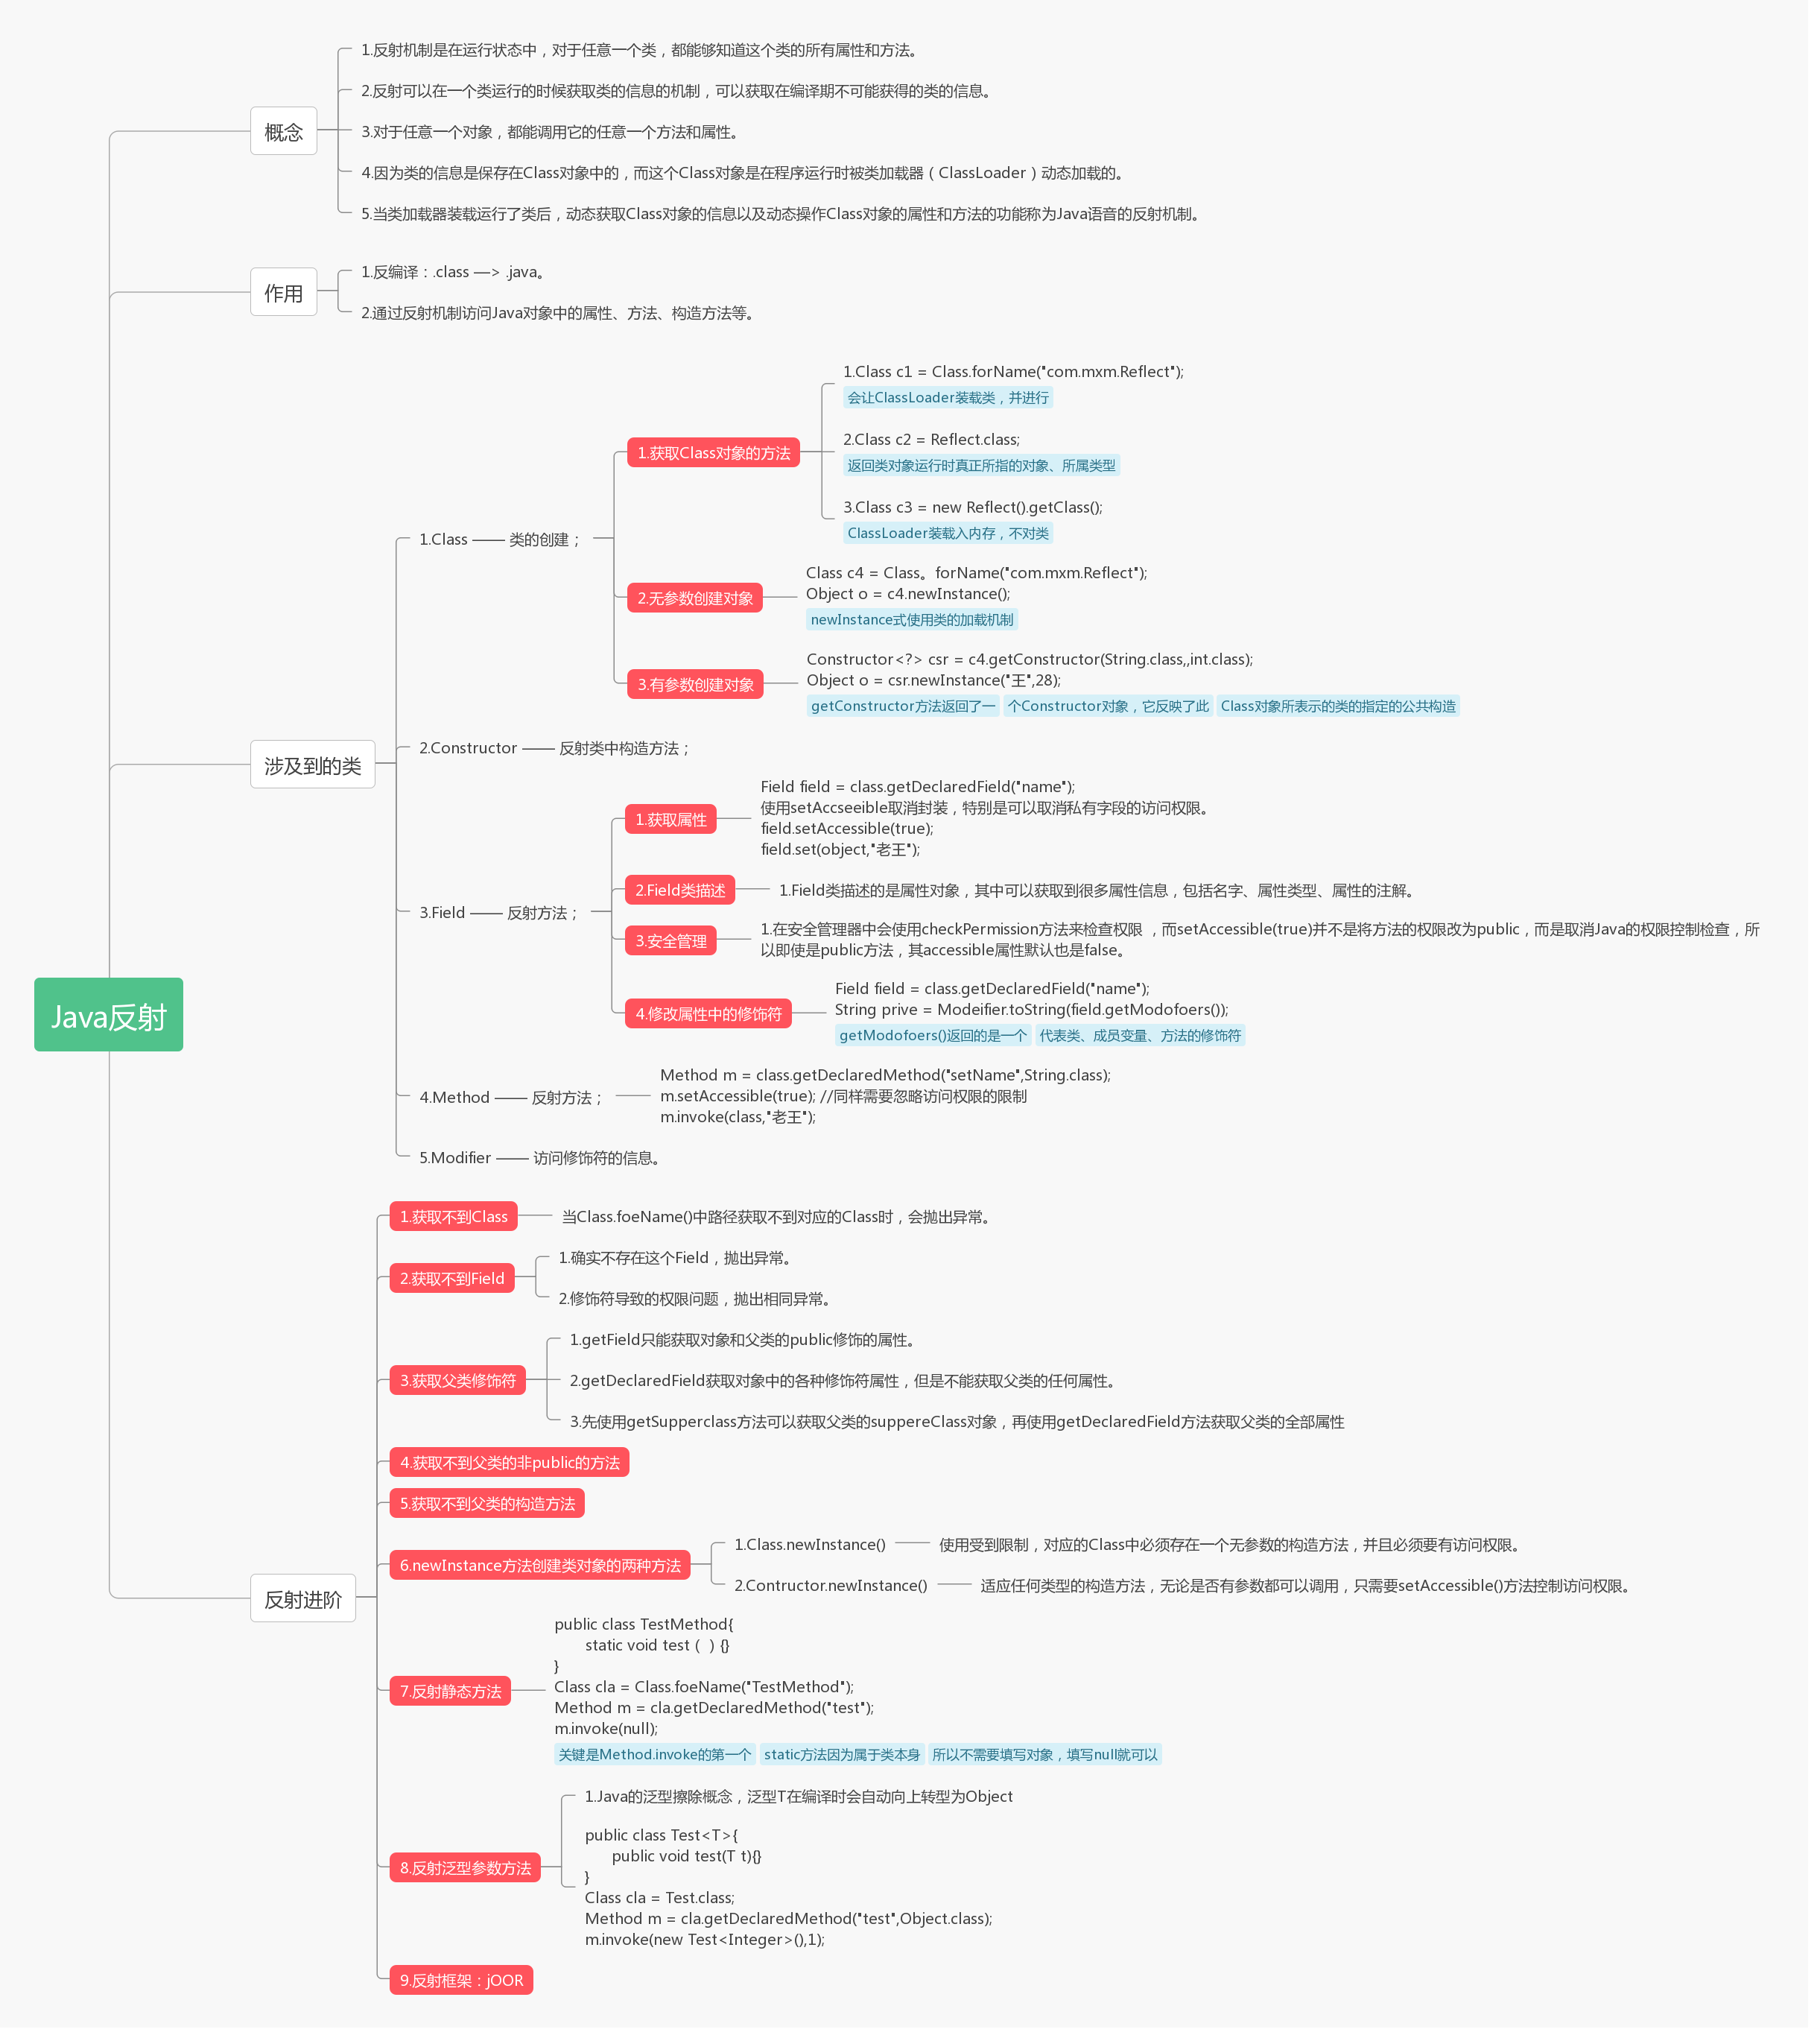 Java反射
概念
1.反射机制是在运行状态中，对于任意一个类，都能够知道这个类的所有属性和方法。
2.反射可以在一个类运行的时候获取类的信息的机制，可以获取在编译期不可能获得的类的信息。
3.对于任意一个对象，都能调用它的任意一个方法和属性。
4.因为类的信息是保存在Class对象中的，而这个Class对象是在程序运行时被类加载器（ClassLoader）动态加载的。
5.当类加载器装载运行了类后，动态获取Class对象的信息以及动态操作Class对象的属性和方法的功能称为Java语音的反射机制。
作用
1.反编译：.class —> .java。
2.通过反射机制访问Java对象中的属性、方法、构造方法等。
涉及到的类
1.Class —— 类的创建；
1.获取Class对象的方法
1.Class c1 = Class.forName("com.mxm.Reflect");
会让ClassLoader装载类，并进行
2.Class c2 = Reflect.class;
返回类对象运行时真正所指的对象、所属类型
3.Class c3 = new Reflect().getClass();
ClassLoader装载入内存，不对类
2.无参数创建对象
Class c4 = Class。forName("com.mxm.Reflect");
Object o = c4.newInstance();
newInstance式使用类的加载机制
3.有参数创建对象
Constructor<?> csr = c4.getConstructor(String.class,,int.class);
Object o = csr.newInstance("王",28);
getConstructor方法返回了一 个Constructor对象，它反映了此 Class对象所表示的类的指定的公共构造
2.Constructor —— 反射类中构造方法；
3.Field —— 反射方法；
1.获取属性
Field field = class.getDeclaredField("name");
使用setAccseeible取消封装，特别是可以取消私有字段的访问权限。
field.setAccessible(true);
field.set(object,"老王");
2.Field类描述
1.Field类描述的是属性对象，其中可以获取到很多属性信息，包括名字、属性类型、属性的注解。
3.安全管理
1.在安全管理器中会使用checkPermission方法来检查权限 ，而setAccessible(true)并不是将方法的权限改为public，而是取消Java的权限控制检查，所
以即使是public方法，其accessible属性默认也是false。
4.修改属性中的修饰符
Field field = class.getDeclaredField("name");
String prive = Modeifier.toString(field.getModofoers());
getModofoers()返回的是一个 代表类、成员变量、方法的修饰符
4.Method —— 反射方法；
Method m = class.getDeclaredMethod("setName",String.class);
m.setAccessible(true); //同样需要忽略访问权限的限制
m.invoke(class,"老王");
5.Modifier —— 访问修饰符的信息。
反射进阶
1.获取不到Class
当Class.foeName()中路径获取不到对应的Class时，会抛出异常。
2.获取不到Field
1.确实不存在这个Field，抛出异常。
2.修饰符导致的权限问题，抛出相同异常。
3.获取父类修饰符
1.getField只能获取对象和父类的public修饰的属性。
2.getDeclaredField获取对象中的各种修饰符属性，但是不能获取父类的任何属性。
3.先使用getSupperclass方法可以获取父类的suppereClass对象，再使用getDeclaredField方法获取父类的全部属性
4.获取不到父类的非public的方法
5.获取不到父类的构造方法
6.newInstance方法创建类对象的两种方法
1.Class.newInstance()
使用受到限制，对应的Class中必须存在一个无参数的构造方法，并且必须要有访问权限。
2.Contructor.newInstance()
适应任何类型的构造方法，无论是否有参数都可以调用，只需要setAccessible()方法控制访问权限。
7.反射静态方法
public class TestMethod{
static void test（ ）{}
}
Class cla = Class.foeName("TestMethod");
Method m = cla.getDeclaredMethod("test");
m.invoke(null);
关键是Method.invoke的第一个 static方法因为属于类本身 所以不需要填写对象，填写null就可以
8.反射泛型参数方法
1.Java的泛型擦除概念，泛型T在编译时会自动向上转型为Object
public class Test<T>{
public void test(T t){}
}
Class cla = Test.class;
Method m = cla.getDeclaredMethod("test",Object.class);
m.invoke(new Test<Integer>(),1);
9.反射框架：jOOR